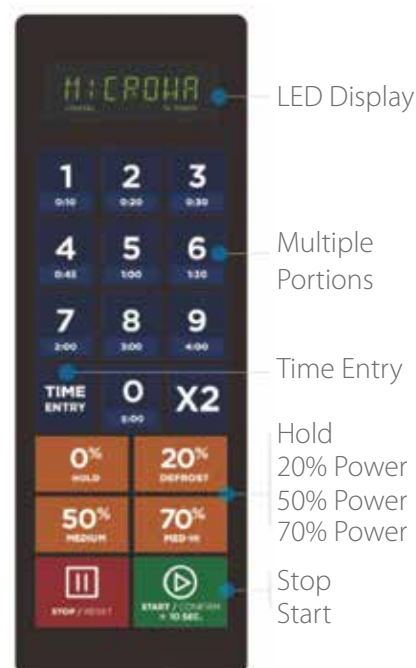 MICROWA
LED Display
1 2 3
0:10 0:20 0:30
4 5 6
0:45 1:00 1:30
Multiple
Portions
7 8 9
2:00 3:00 4:00
Time Entry
TIME
ENTRY
0
5:00
X2
0%
HOLD
20%
DEFROST
50%
MEDIUM
70%
MED-HI
Hold
20% Power
50% Power
70% Power
STOP / RESET
START / CONFIRM
+ 10 SEC.
Stop
Start